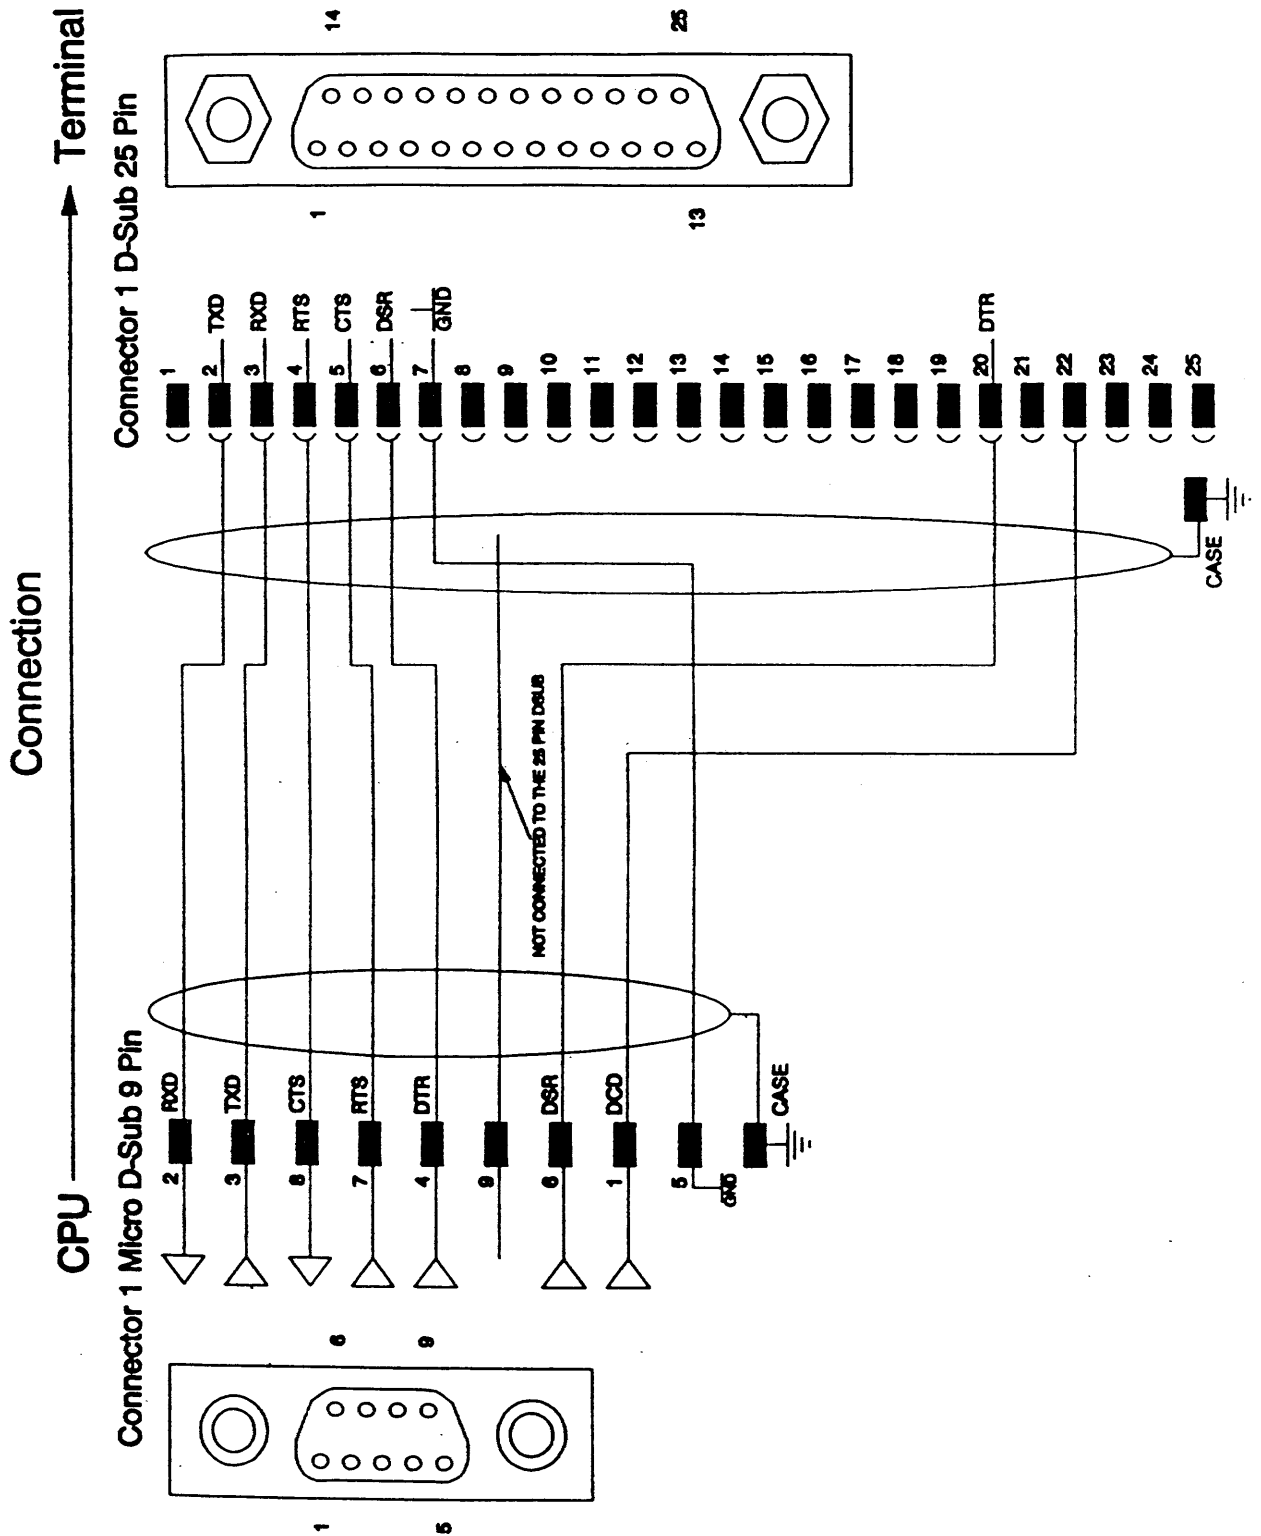 Connection
CPU
Terminal
Connector 1 Micro D-Sub 9 Pin
Connector 1 D-Sub 25 Pin
1
5
6
9
2 RXD
3 TXD
8 CTS
7 RTS
4 DTR
9
6 DSR
1 DCD
5
GND
CASE
NOT CONNECTED TO THE 25 PIN DSUB
1
2 TXD
3 RXD
4 RTS
5 CTS
6 DSR
7 GND
8
9
10
11
12
13
14
15
16
17
18
19
20 DTR
21
22
23
24
25
CASE
1
13
14
25